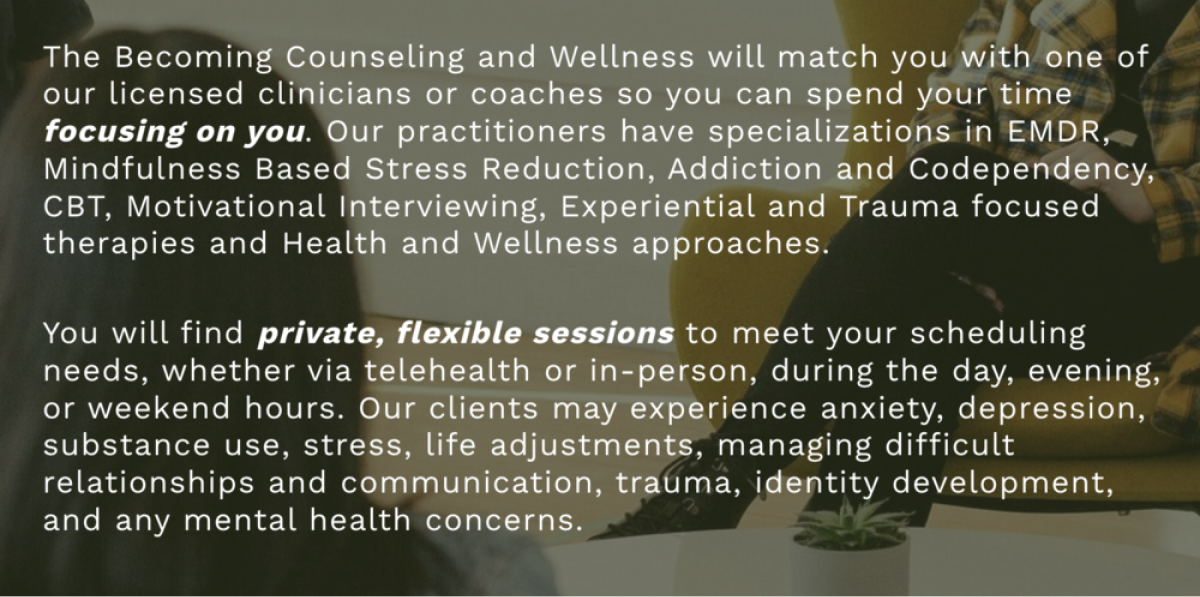 The Becoming Counseling and Wellness will match you with one of
our licensed clinicians or coaches so you can spend your time
focusing on you. Our practitioners have specializations in EMDR,
Mindfulness Based Stress Reduction, Addiction and Codependency,
CBT, Motivational Interviewing, Experiential and Trauma focused
therapies and Health and Wellness approaches.
You will find private, flexible sessions to meet your scheduling
needs, whether via telehealth or in-person, during the day, evening,
or weekend hours. Our clients may experience anxiety, depression,
substance use, stress, life adjustments, managing difficult
relationships and communication, trauma, identity development,
and any mental health concerns.